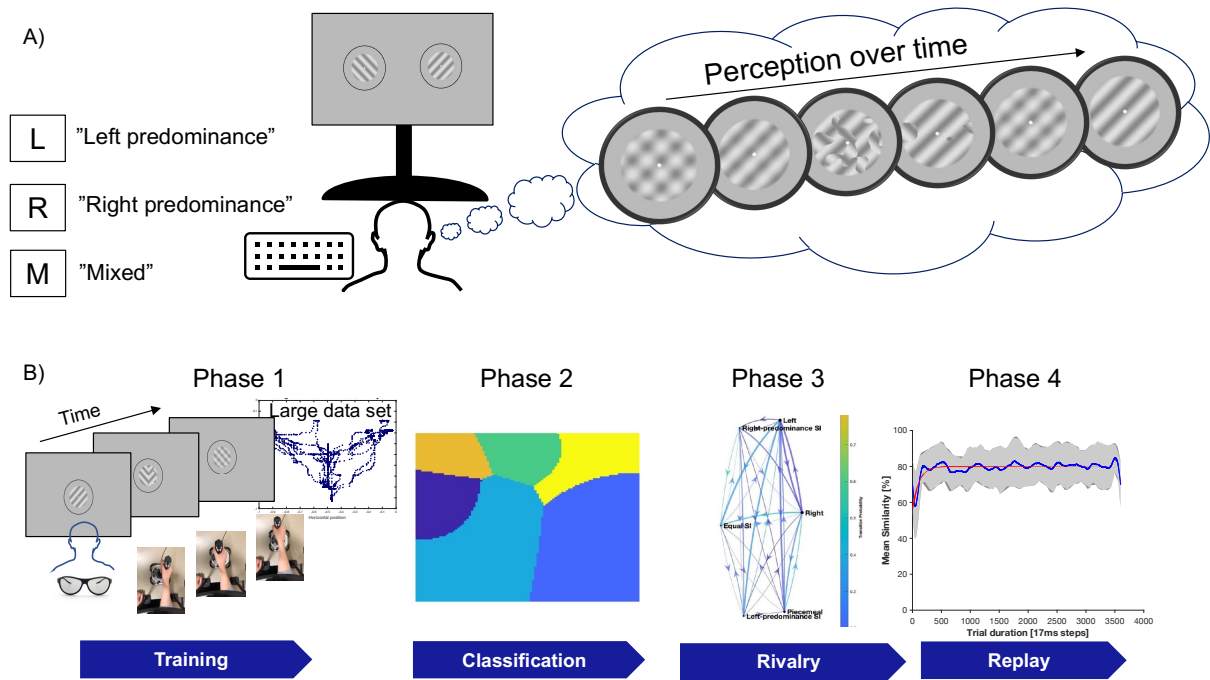 A)
L
"Left predominance"
R
"Right predominance"
M
"Mixed"
Perception over time
B)
Phase 1
Phase 2
Phase 3
Phase 4
Time
Large data set
Horizontal position
Left
Right-predominance SI
Right
Equal SI
Piecemeal
Left-predominance SI
Transition Probability
Mean Similarity [%]
100
80
60
40
20
0
0 500 1000 1500 2000 2500 3000 3500 4000
Trial duration [17ms steps]
Training
Classification
Rivalry
Replay